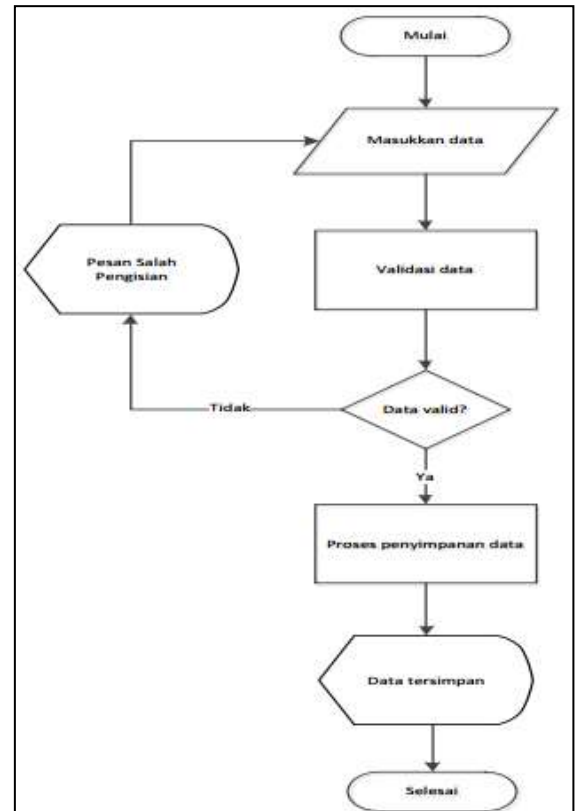 Mulai
Masukkan data
Pesan Salah
Pengisian
Validasi data
Tidak
Data valid?
Ya
Proses penyimpanan data
Data tersimpan
Selesai